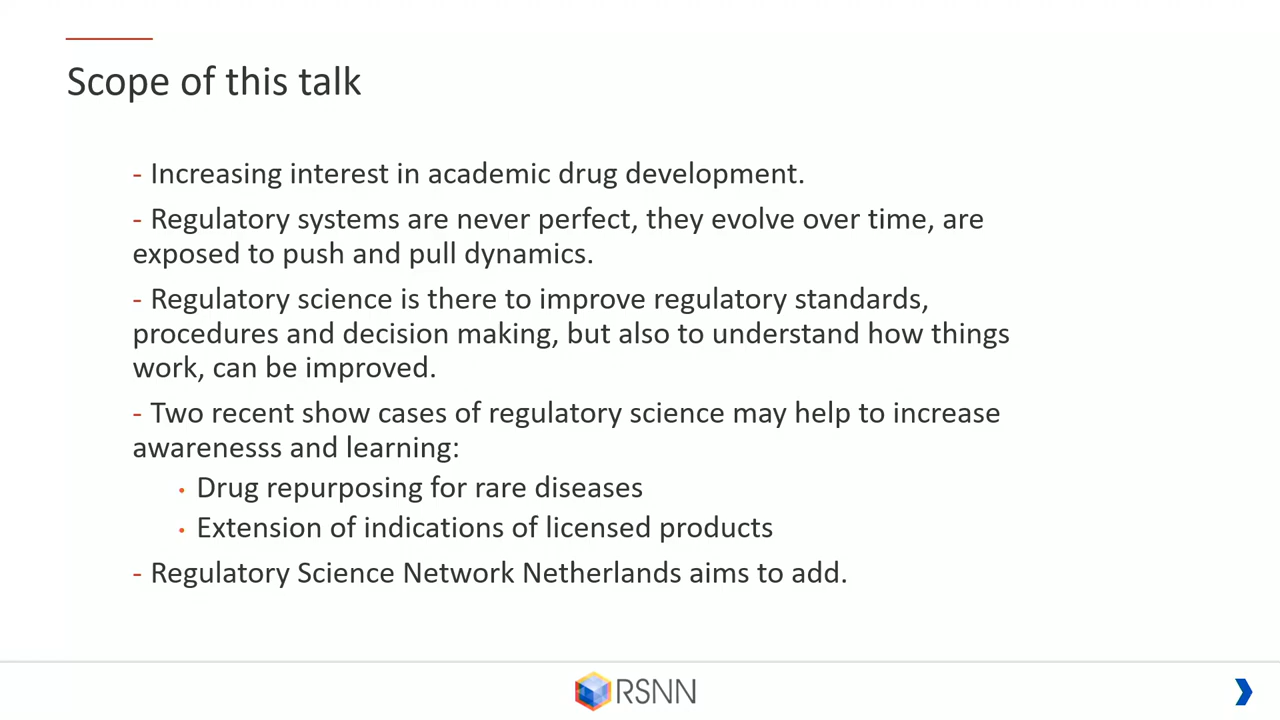 Scope of this talk
- Increasing interest in academic drug development.
- Regulatory systems are never perfect, they evolve over time, are
exposed to push and pull dynamics.
- Regulatory science is there to improve regulatory standards,
procedures and decision making, but also to understand how things
work, can be improved.
- Two recent show cases of regulatory science may help to increase
awarenesss and learning:
• Drug repurposing for rare diseases
• Extension of indications of licensed products
- Regulatory Science Network Netherlands aims to add.
RSNN